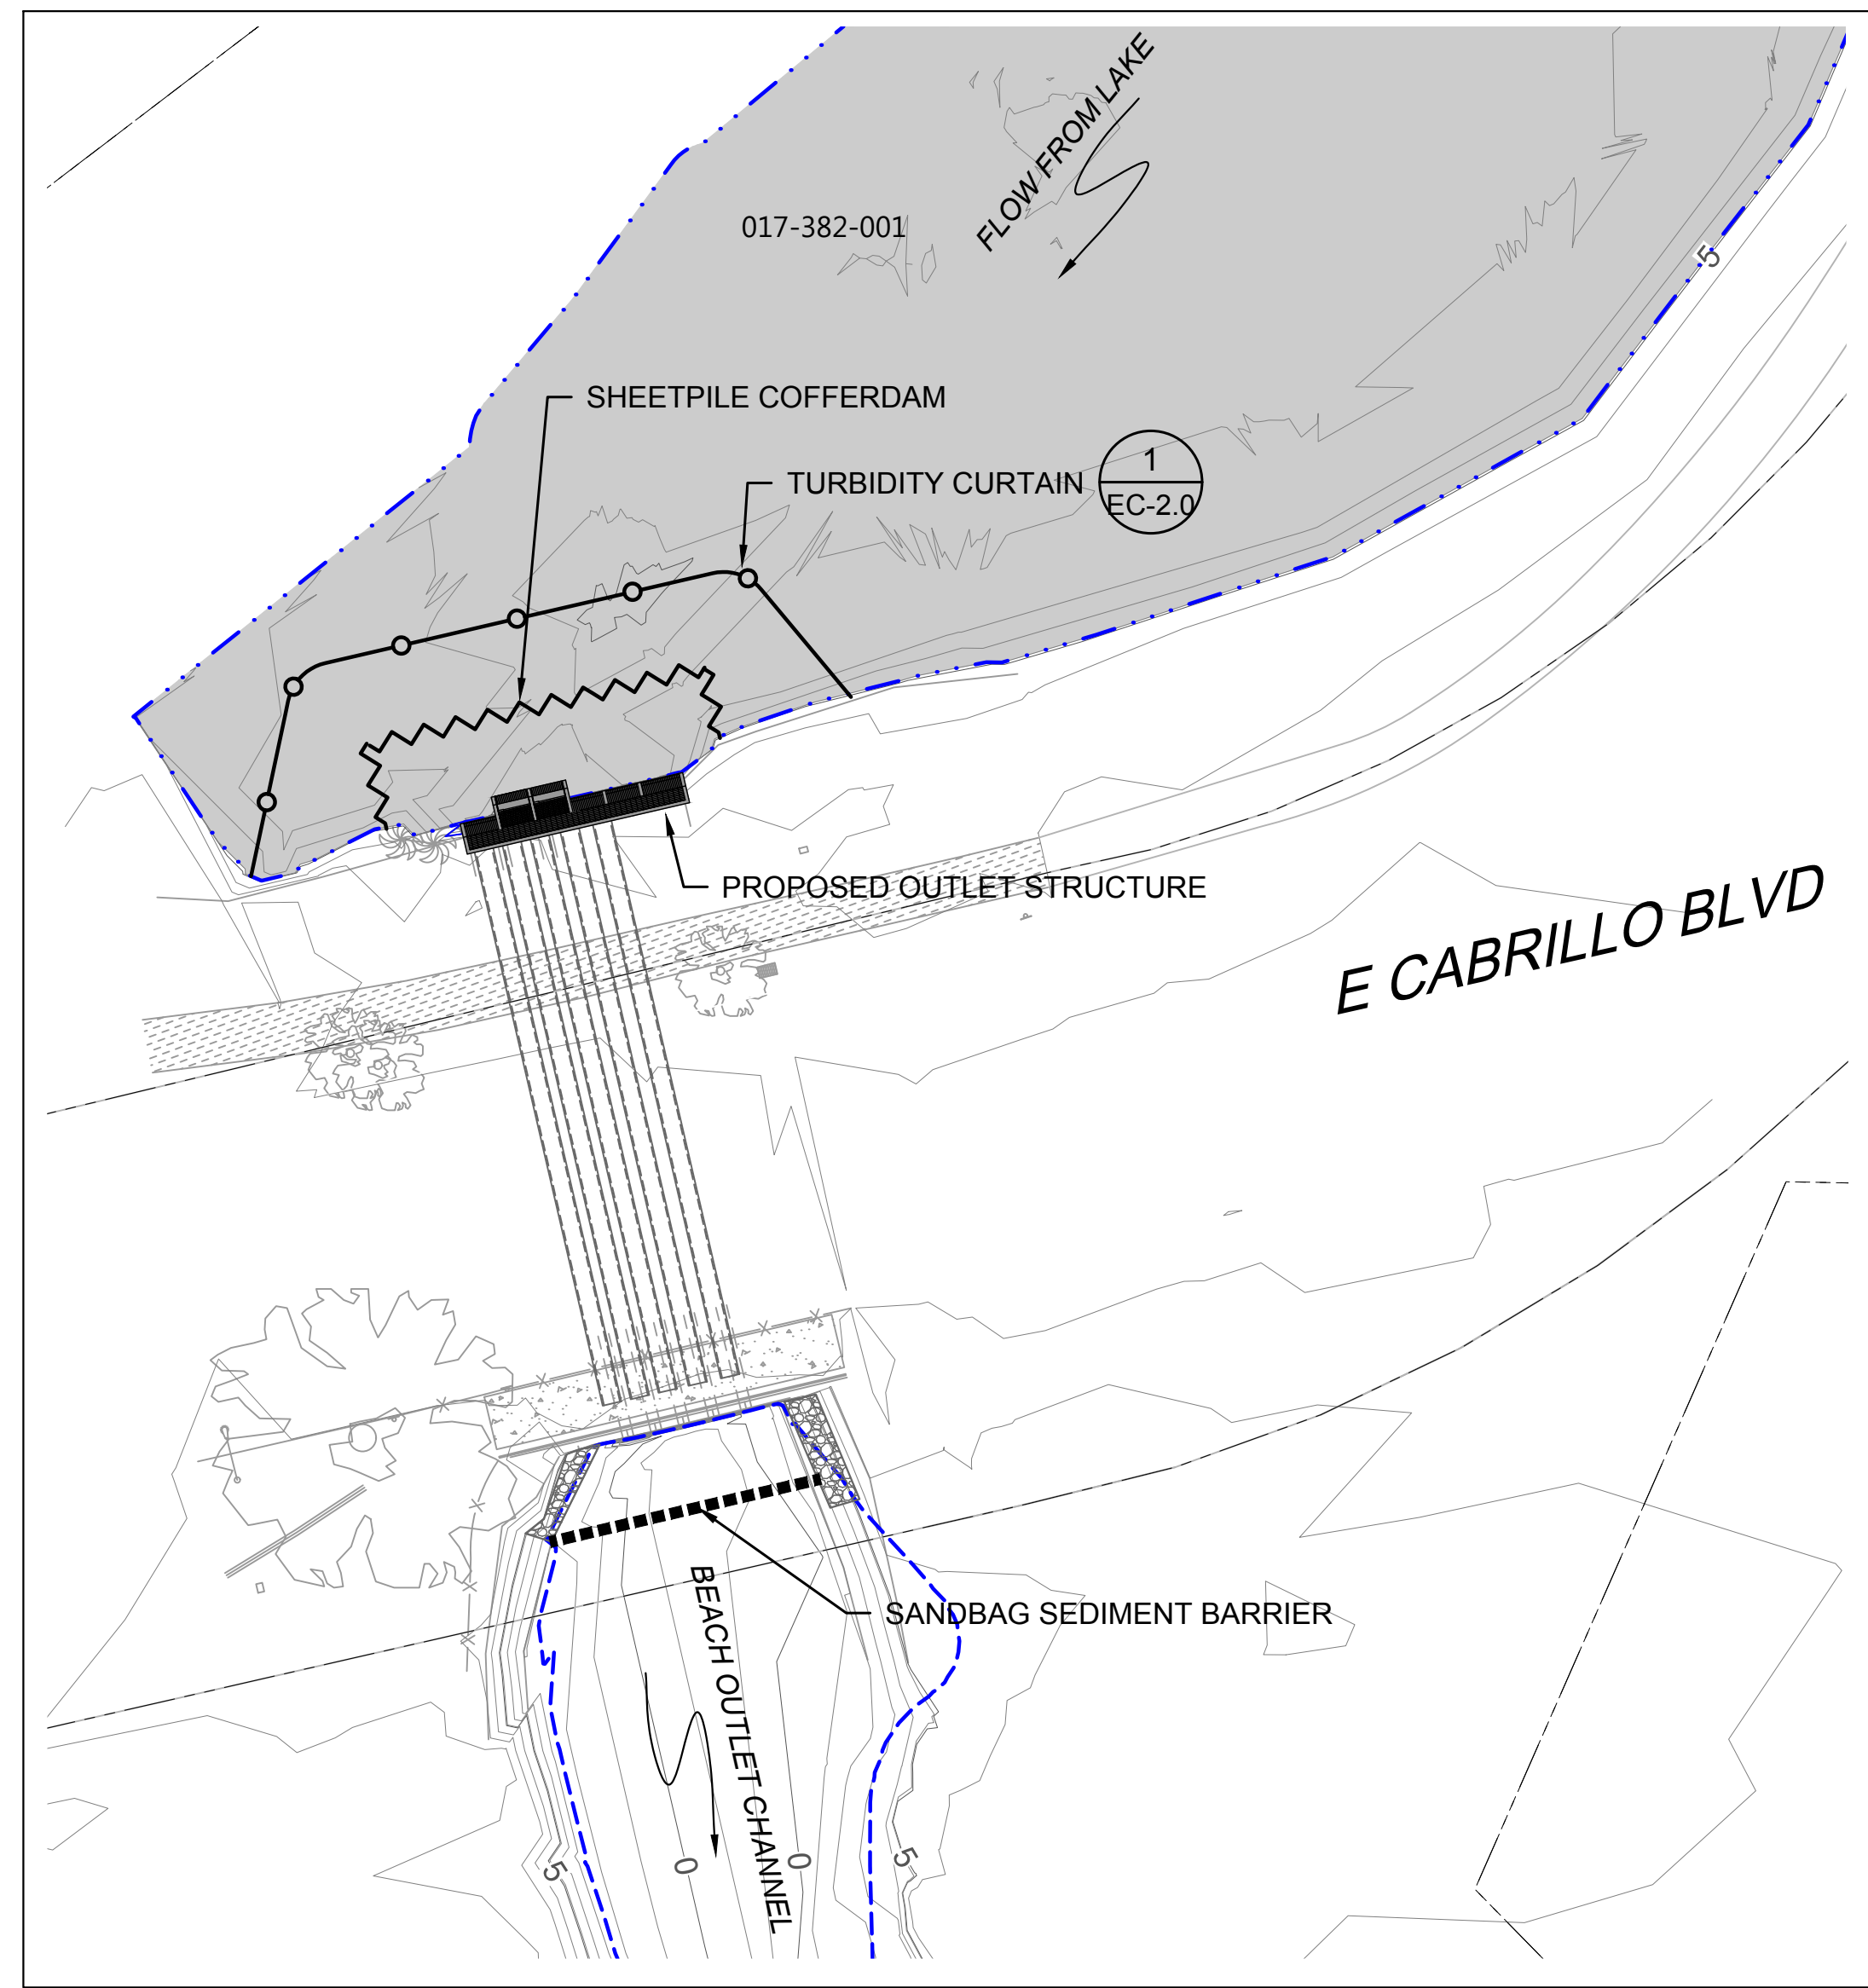 FLOW FROM LAKE
017-382-001
5
SHEETPILE COFFERDAM
TURBIDITY CURTAIN
1
EC-2.0
PROPOSED OUTLET STRUCTURE
E CABRILLO BLVD
SANDBAG SEDIMENT BARRIER
BEACH OUTLET CHANNEL
5
0
0
5